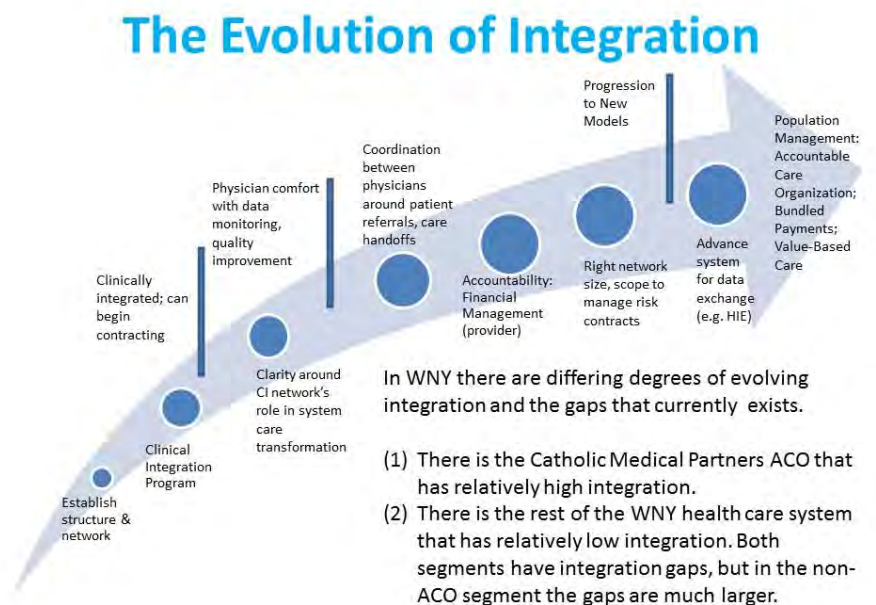 The Evolution of Integration
Progression
to New
Models
Population
Management:
Accountable
Care
Organization;
Bundled
Payments;
Value-Based
Care
Coordination
between
physicians
around patient
referrals, care
handoffs
Physician comfort
with data
monitoring,
quality
improvement
Clinically
integrated; can
begin
contracting
Advance
system
for data
exchange
(e.g. HIE)
Right network
size, scope to
manage risk
contracts
Accountability:
Financial
Management
(provider)
Clarity around
CI network's
role in system
care
transformation
Clinical
Integration
Program
Establish
structure &
network
In WNY there are differing degrees of evolving
integration and the gaps that currently exists.
(1) There is the Catholic Medical Partners ACO that
has relatively high integration.
(2) There is the rest of the WNY health care system
that has relatively low integration. Both
segments have integration gaps, but in the non-
ACO segment the gaps are much larger.